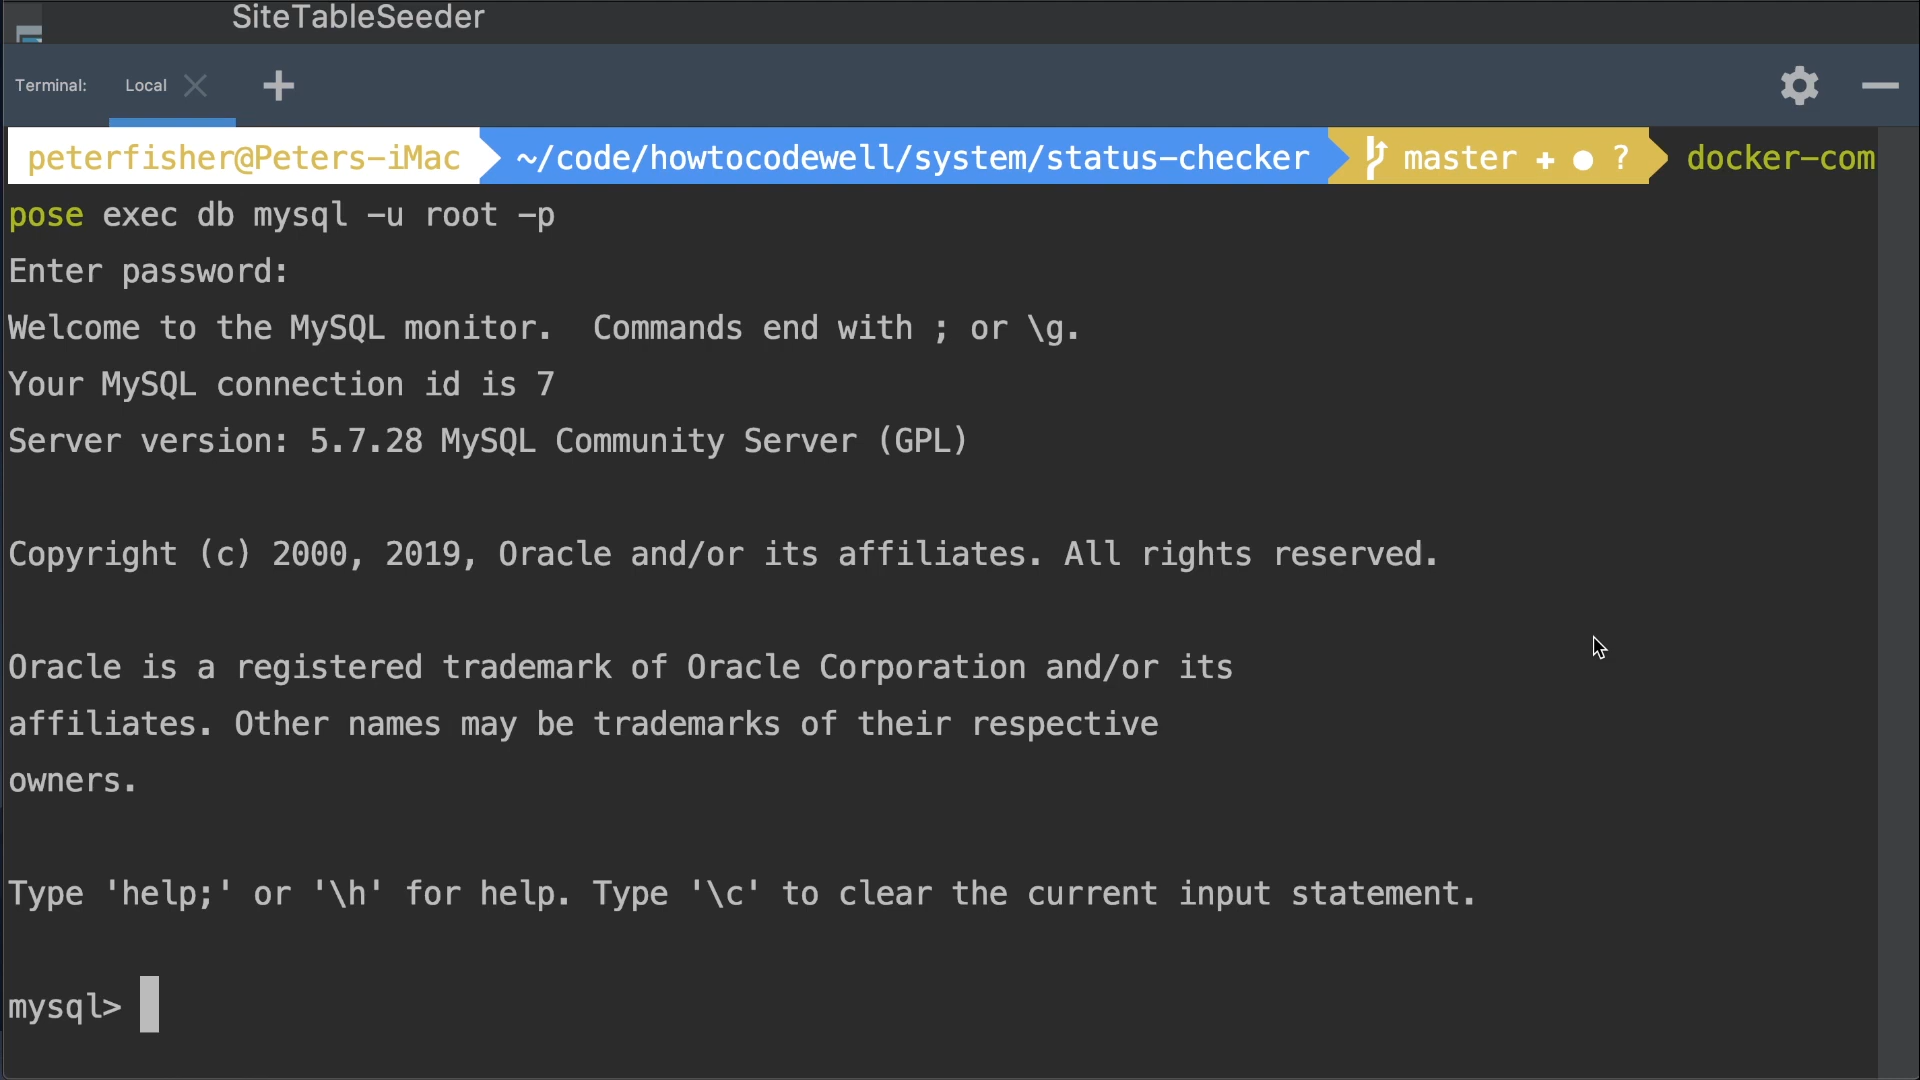 SiteTableSeeder
Terminal: Local
peterfisher@Peters-iMac ~/code/howtocodewell/system/status-checker master + ● ? docker-com
pose exec db mysql -u root -p
Enter password:
Welcome to the MySQL monitor.  Commands end with ; or \g.
Your MySQL connection id is 7
Server version: 5.7.28 MySQL Community Server (GPL)
Copyright (c) 2000, 2019, Oracle and/or its affiliates. All rights reserved.
Oracle is a registered trademark of Oracle Corporation and/or its
affiliates. Other names may be trademarks of their respective
owners.
Type 'help;' or '\h' for help. Type '\c' to clear the current input statement.
mysql>